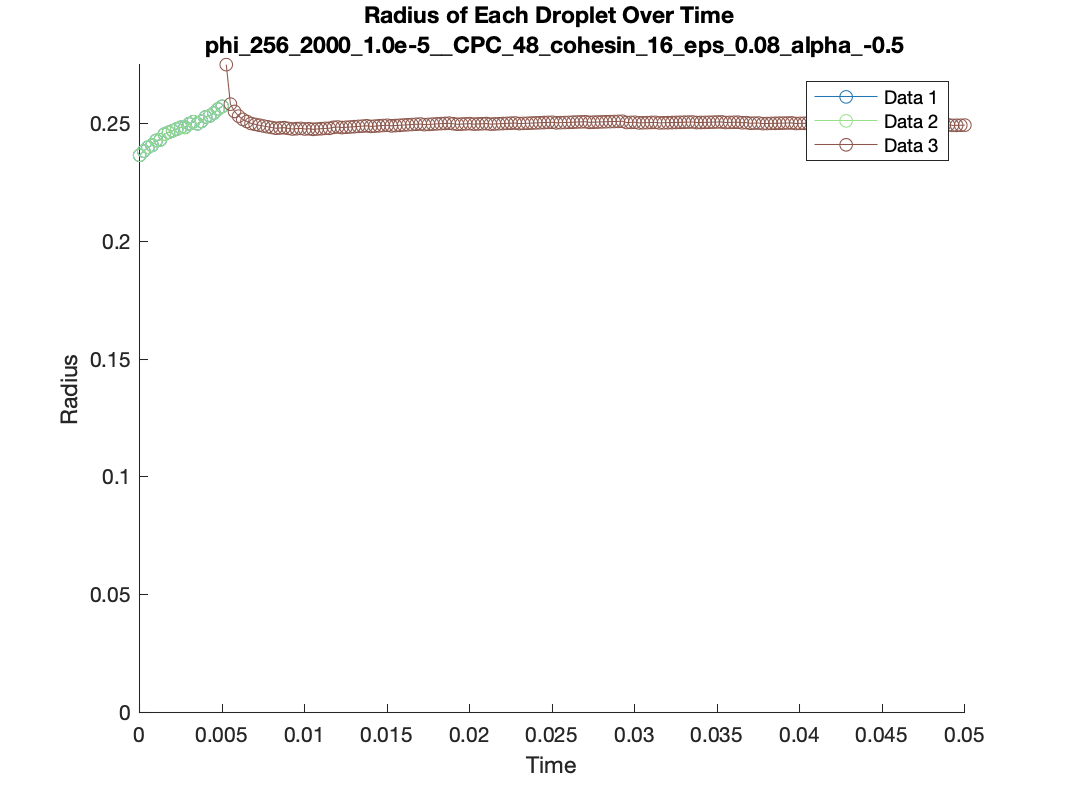 Radius of Each Droplet Over Time
phi_256_2000_1.0e-5__CPC_48_cohesin_16_eps_0.08_alpha_-0.5
Data 1
Data 2
Data 3
Radius
0.25
0.2
0.15
0.1
0.05
0
0 0.005 0.01 0.015 0.02 0.025 0.03 0.035 0.04 0.045 0.05
Time